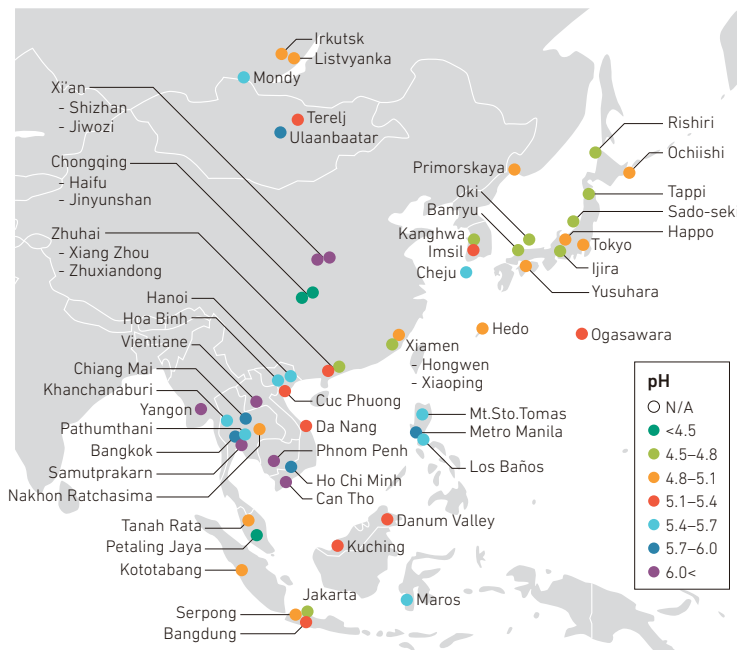 Irkutsk
Listvyanka
Mondy
Xi'an
- Shizhan
- Jiwozi
Terelj
Ulaanbaatar
Rishiri
Ochiishi
Chongqing
- Haifu
- Jinyunshan
Primorskaya
Oki
Tappi
Banryu
Sado-seki
Zhuhai
- Xiang Zhou
- Zhuxiandong
Kanghwa
Happo
Imsil
Tokyo
Cheju
Ijira
Yusuhara
Hanoi
Hoa Binh
Vientiane
Hedo
Ogasawara
Xiamen
- Hongwen
- Xiaoping
Chiang Mai
Khanchanaburi
Yangon
Cuc Phuong
Pathumthani
Da Nang
Mt.Sto.Tomas
Bangkok
Phnom Penh
Metro Manila
Samutprakarn
Ho Chi Minh
Los Baños
Nakhon Ratchasima
Can Tho
Tanah Rata
Danum Valley
Petaling Jaya
Kuching
Kototabang
Jakarta
Maros
Serpong
Bangdung
pH
N/A
<4.5
4.5–4.8
4.8–5.1
5.1–5.4
5.4–5.7
5.7–6.0
6.0<